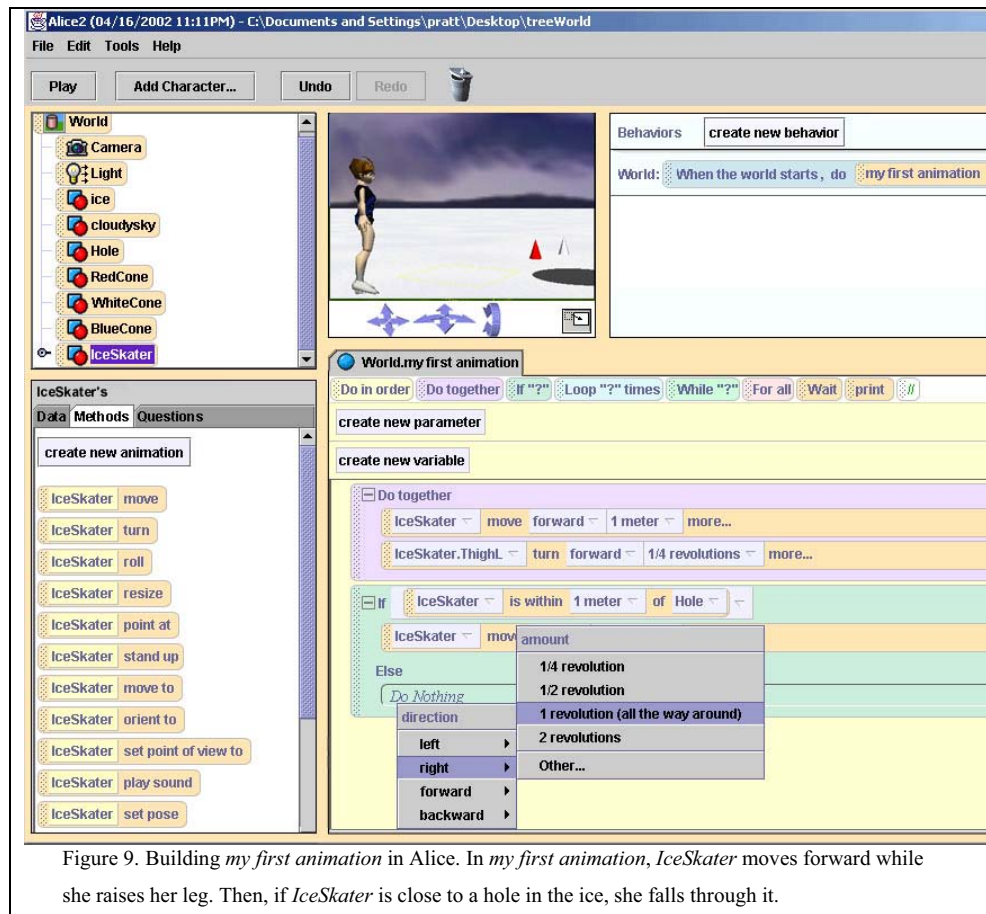 Alice2 (04/16/2002 11:11PM) - C:\Documents and Settings\pratt\Desktop\treeWorld
File Edit Tools Help
Play Add Character... Undo Redo
World
Camera
Light
ice
cloudysky
Hole
RedCone
WhiteCone
BlueCone
IceSkater
Behaviors create new behavior
World: When the world starts, do my first animation
IceSkater's
Data Methods Questions
create new animation
IceSkater move
IceSkater turn
IceSkater roll
IceSkater resize
IceSkater point at
IceSkater stand up
IceSkater move to
IceSkater orient to
IceSkater set point of view to
IceSkater play sound
IceSkater set pose
World.my first animation
Do in order Do together If "?" Loop "?" times While "?" For all Wait print //
create new parameter
create new variable
Do together
IceSkater move forward 1 meter more...
IceSkater.ThighL turn forward 1/4 revolutions more...
If IceSkater is within 1 meter of Hole
IceSkater mov
Else
Do Nothing
direction
left
right
forward
backward
amount
1/4 revolution
1/2 revolution
1 revolution (all the way around)
2 revolutions
Other...
Figure 9. Building my first animation in Alice. In my first animation, IceSkater moves forward while
she raises her leg. Then, if IceSkater is close to a hole in the ice, she falls through it.